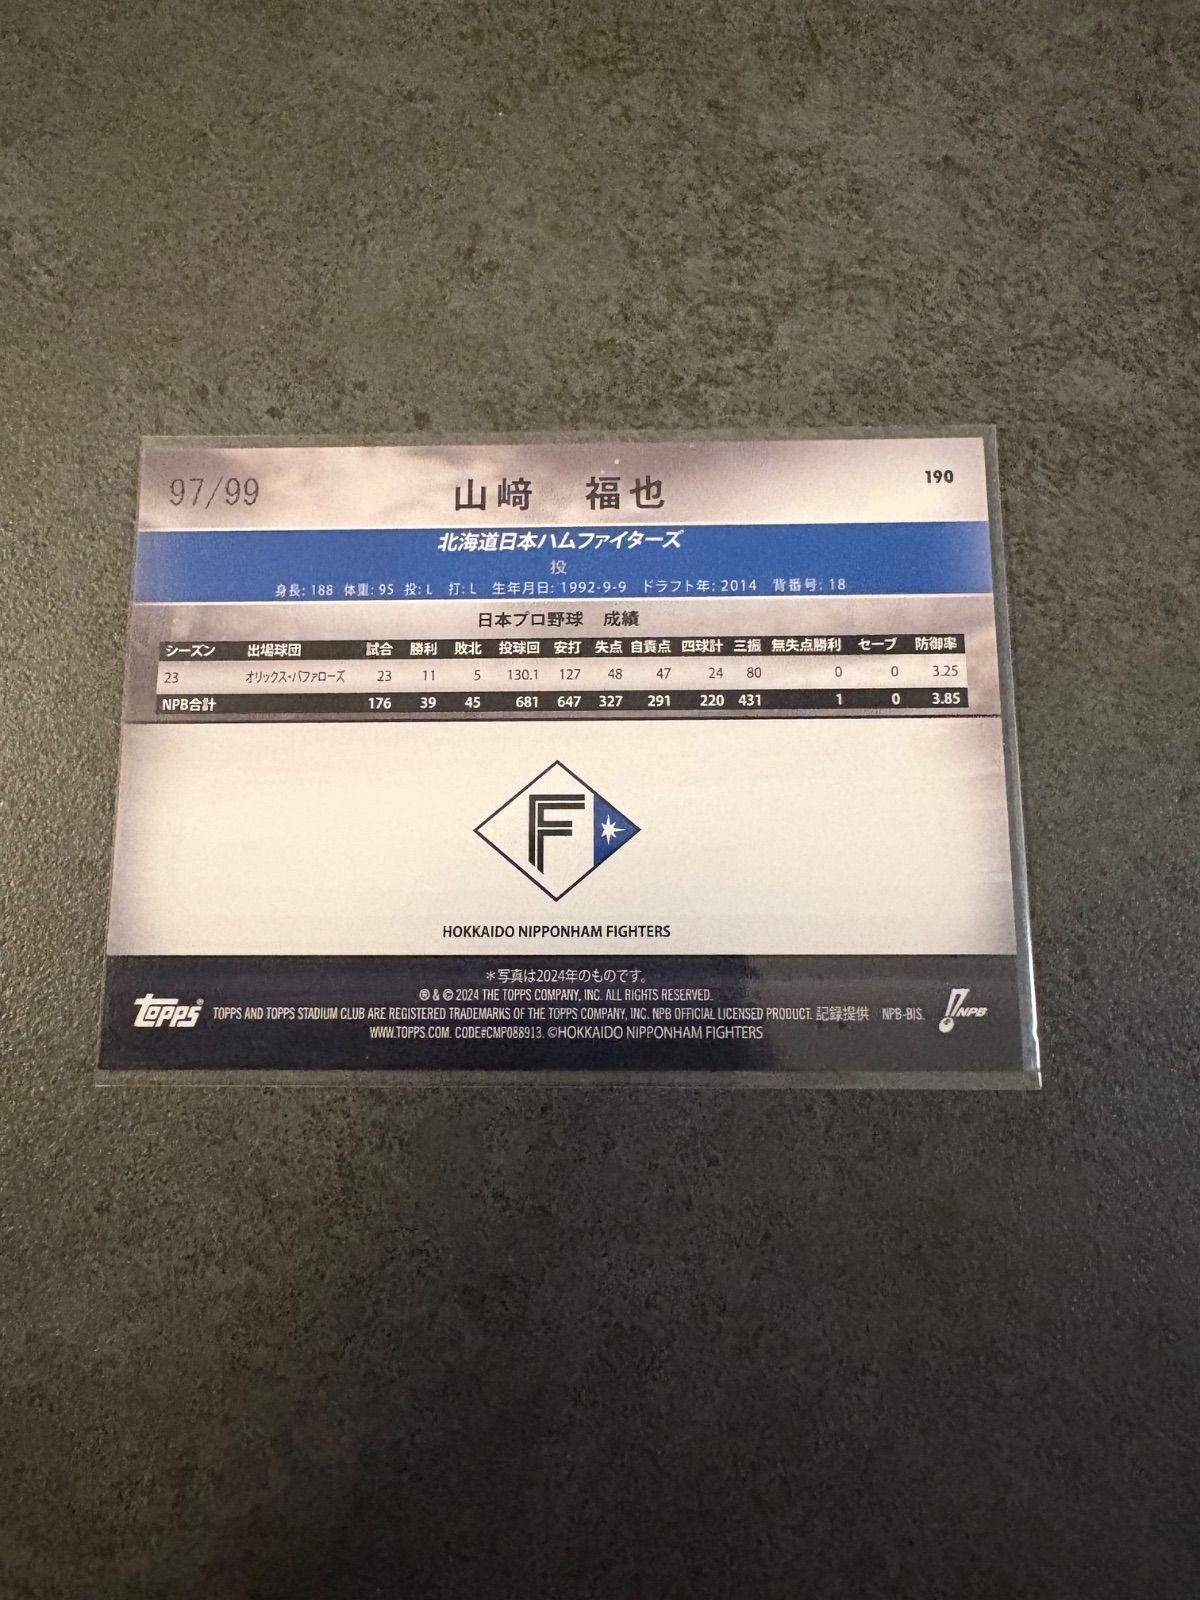 97/99 山﨑 福也 190
北海道日本ハムファイターズ
投
身長: 188 体重: 95 投: L 打: L 生年月日: 1992-9-9 ドラフト年: 2014 背番号: 18
日本プロ野球 成績
シーズン 出場球団 試合 勝利 敗北 投球回 安打 失点 自責点 四球計 三振 無失点勝利 セーブ 防御率
23 オリックス・バファローズ 23 11 5 130.1 127 48 47 24 80 0 0 3.25
NPB合計 176 39 45 681 647 327 291 220 431 1 0 3.85
F
HOKKAIDO NIPPONHAM FIGHTERS
＊写真は2024年のものです。
® & © 2024 THE TOPPS COMPANY, INC. ALL RIGHTS RESERVED.
Topps® TOPPS AND TOPPS STADIUM CLUB ARE REGISTERED TRADEMARKS OF THE TOPPS COMPANY, INC. NPB OFFICIAL LICENSED PRODUCT. 記録提供 NPB-BIS. NPB
WWW.TOPPS.COM. CODE#CMP088913. ©HOKKAIDO NIPPONHAM FIGHTERS